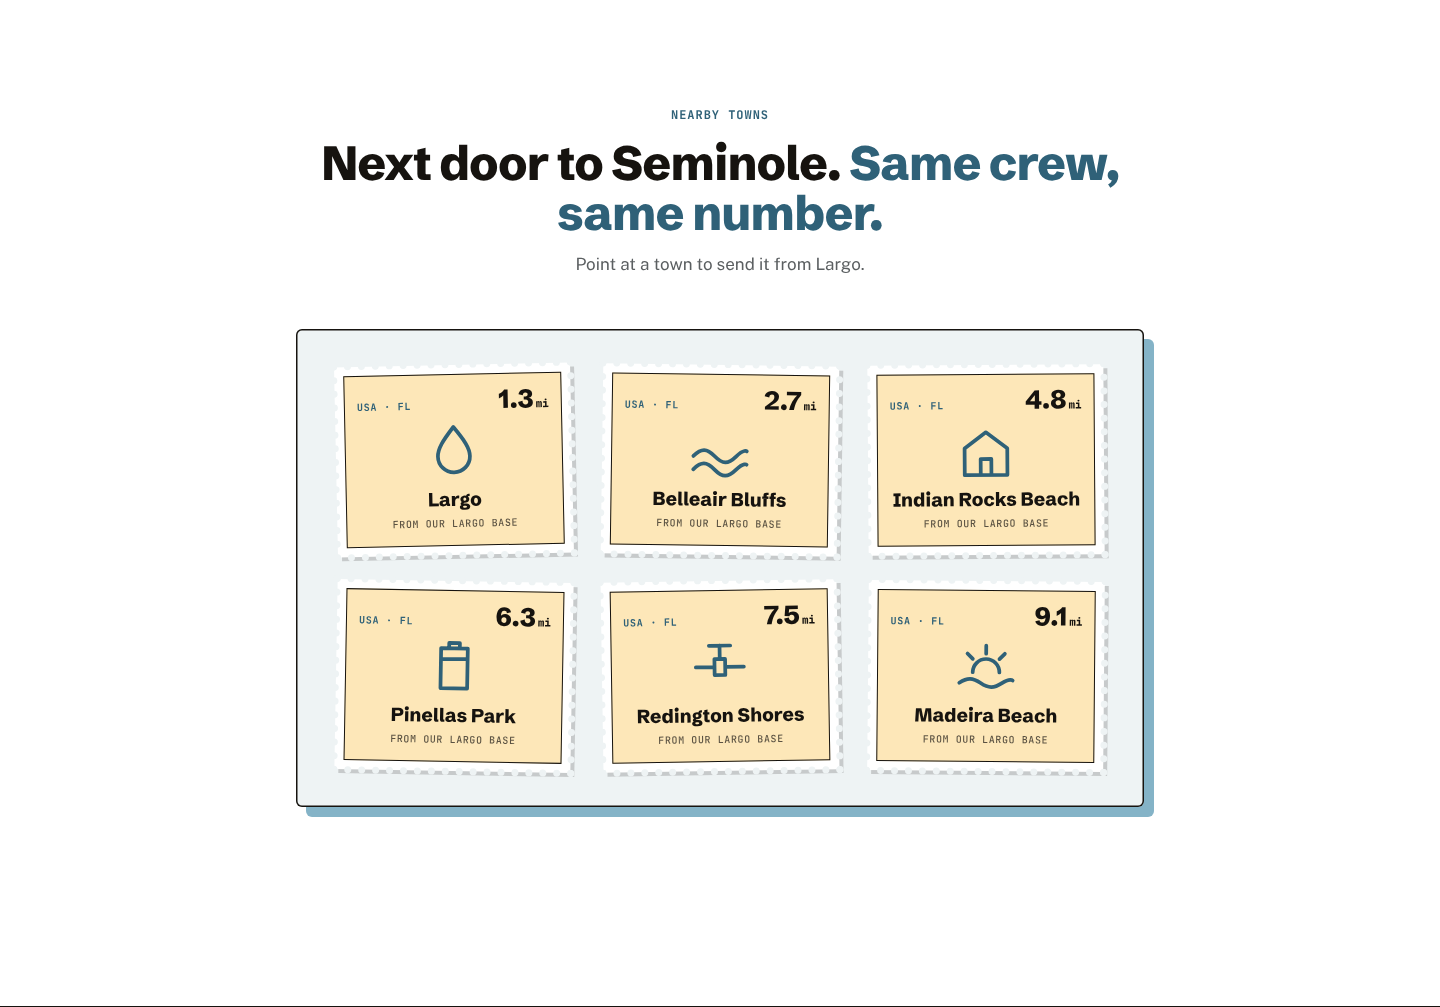 NEARBY TOWNS
Next door to Seminole. Same crew,
same number.
Point at a town to send it from Largo.
USA · FL
1.3 mi
Largo
FROM OUR LARGO BASE
USA · FL
2.7 mi
Belleair Bluffs
FROM OUR LARGO BASE
USA · FL
4.8 mi
Indian Rocks Beach
FROM OUR LARGO BASE
USA · FL
6.3 mi
Pinellas Park
FROM OUR LARGO BASE
USA · FL
7.5 mi
Redington Shores
FROM OUR LARGO BASE
USA · FL
9.1 mi
Madeira Beach
FROM OUR LARGO BASE